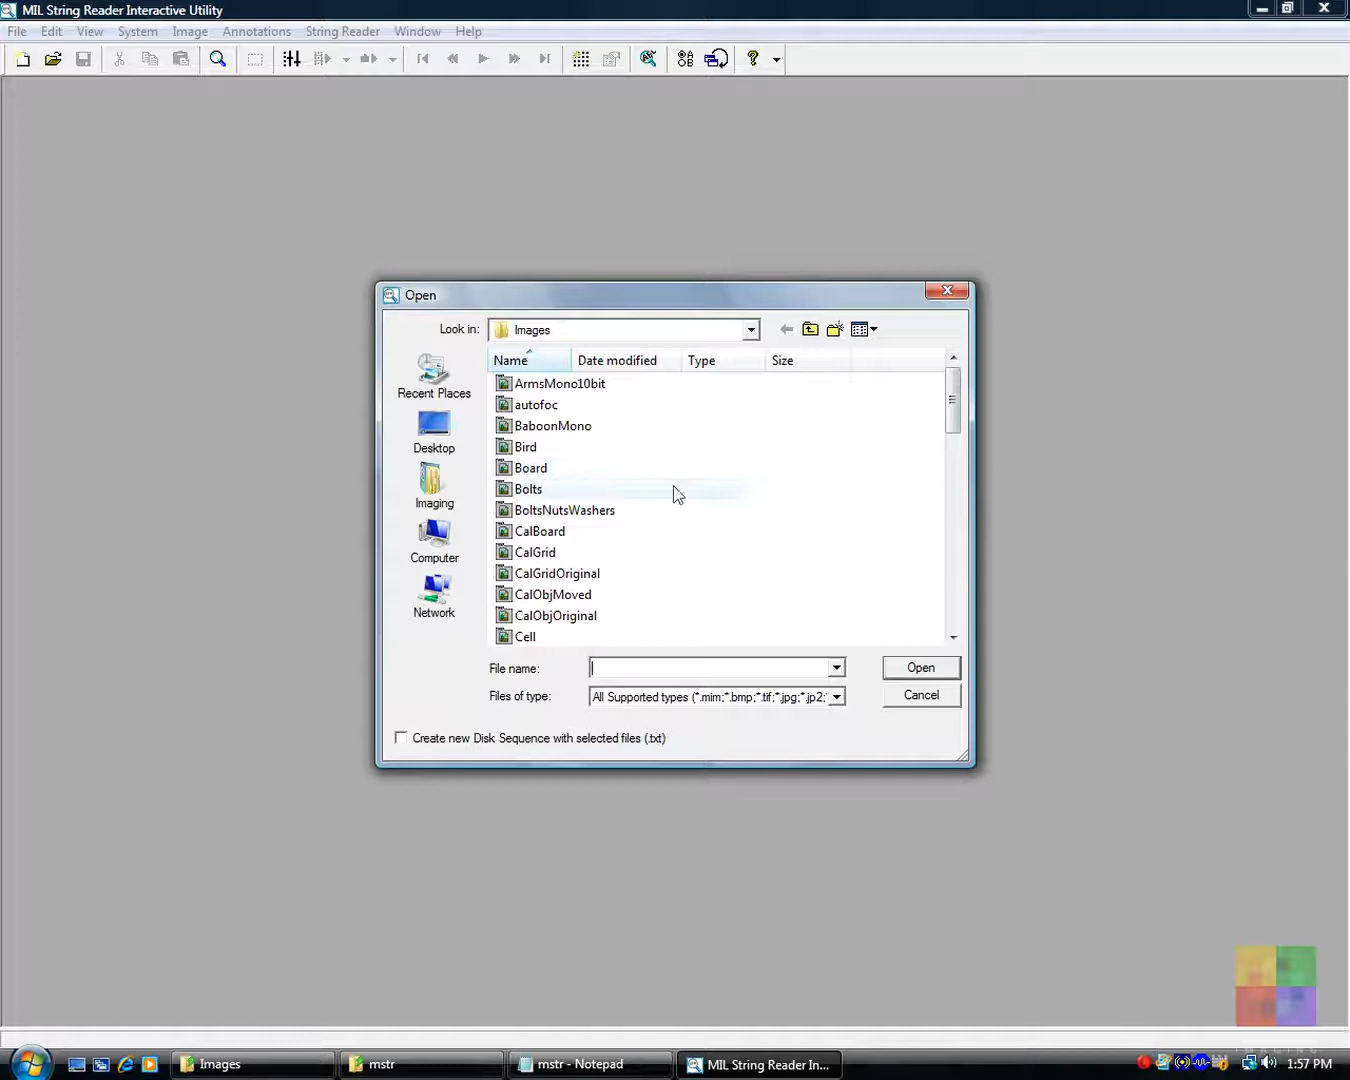 MIL String Reader Interactive Utility
File Edit View System Image Annotations String Reader Window Help
Open
Look in: Images
Name Date modified Type Size
Recent Places
Desktop
Imaging
Computer
Network
ArmsMono10bit
autofoc
BaboonMono
Bird
Board
Bolts
BoltsNutsWashers
CalBoard
CalGrid
CalGridOriginal
CalObjMoved
CalObjOriginal
Cell
File name: Open
Files of type: All Supported types (*.mim;*.bmp;*.tif;*.jpg;*.jp2; Cancel
Create new Disk Sequence with selected files (.txt)
Images mstr mstr - Notepad MIL String Reader In... 1:57 PM